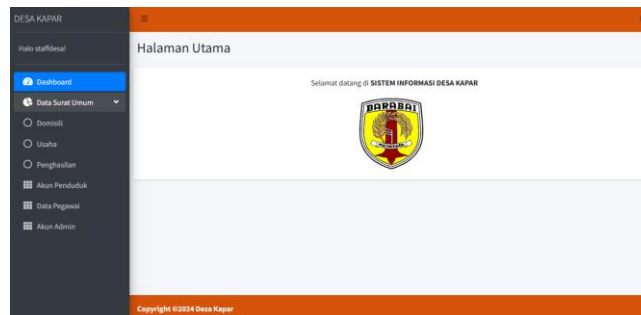 DESA KAPAR
Halo staffdesa!
Dashboard
Data Surat Umum
Domisili
Usaha
Penghasilan
Akun Penduduk
Data Pegawai
Akun Admin
Halaman Utama
Selamat datang di SISTEM INFORMASI DESA KAPAR
BARABAI
Copyright ©2024 Desa Kapar